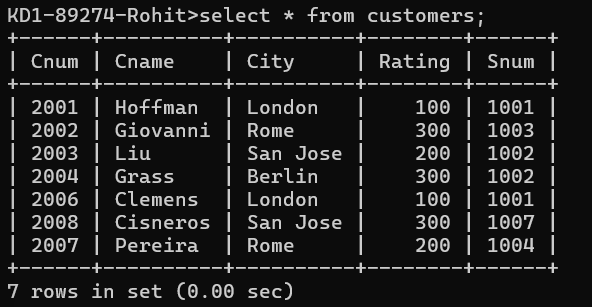 KD1-89274-Rohit>select * from customers;
+------+----------+----------+--------+------+
| Cnum | Cname    | City     | Rating | Snum |
+------+----------+----------+--------+------+
| 2001 | Hoffman  | London   |    100 | 1001 |
| 2002 | Giovanni | Rome     |    300 | 1003 |
| 2003 | Liu      | San Jose |    200 | 1002 |
| 2004 | Grass    | Berlin   |    300 | 1002 |
| 2006 | Clemens  | London   |    100 | 1001 |
| 2008 | Cisneros | San Jose |    300 | 1007 |
| 2007 | Pereira  | Rome     |    200 | 1004 |
+------+----------+----------+--------+------+
7 rows in set (0.00 sec)